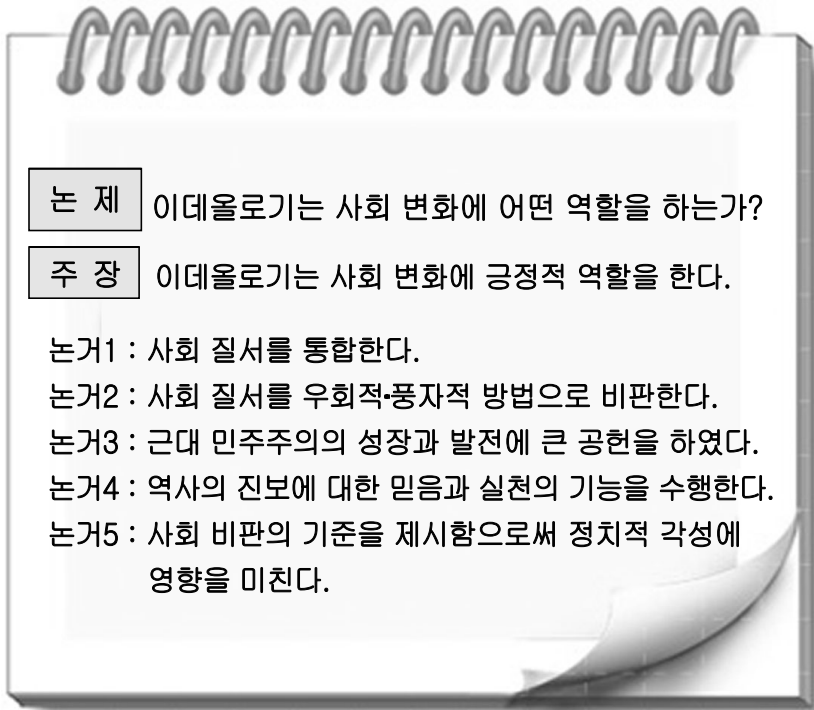 논 제 이데올로기는 사회 변화에 어떤 역할을 하는가?
주 장 이데올로기는 사회 변화에 긍정적 역할을 한다.
논거1 : 사회 질서를 통합한다.
논거2 : 사회 질서를 우회적·풍자적 방법으로 비판한다.
논거3 : 근대 민주주의의 성장과 발전에 큰 공헌을 하였다.
논거4 : 역사의 진보에 대한 믿음과 실천의 기능을 수행한다.
논거5 : 사회 비판의 기준을 제시함으로써 정치적 각성에
영향을 미친다.